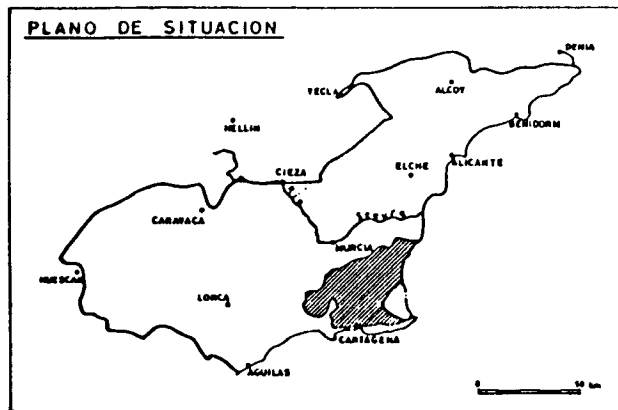 PLANO DE SITUACION
DENIA
YECLA
ALCOY
BENIDORM
HELLIN
CIEZA
ELCHE
ALICANTE
CARAVACA
MURCIA
HUESCAR
LORCA
CARTAGENA
AGUILAS
0 50 km